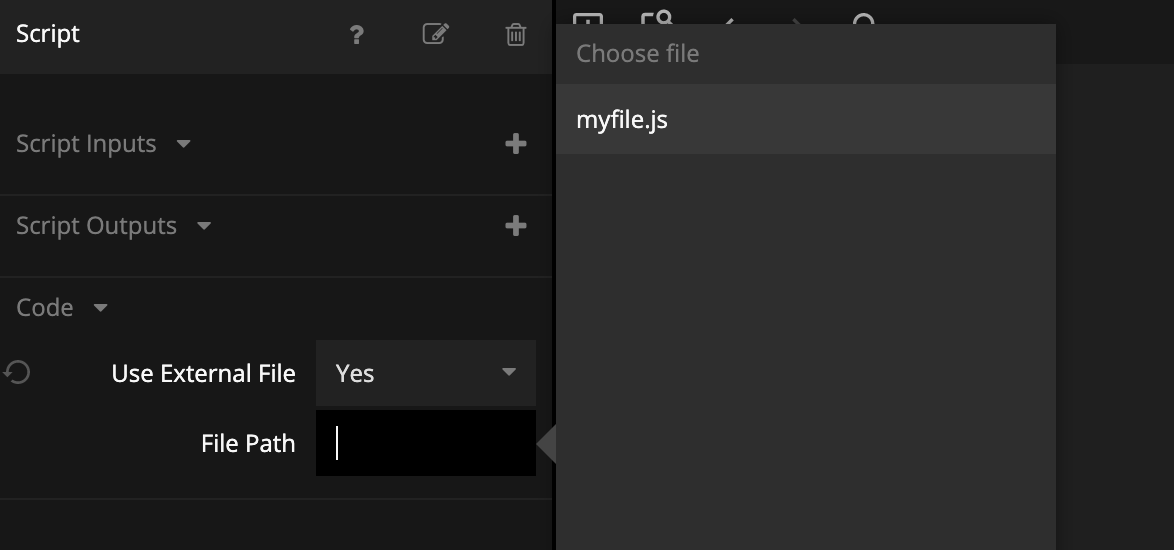 Script
?
Script Inputs
Script Outputs
Code
Use External File
Yes
File Path
Choose file
myfile.js